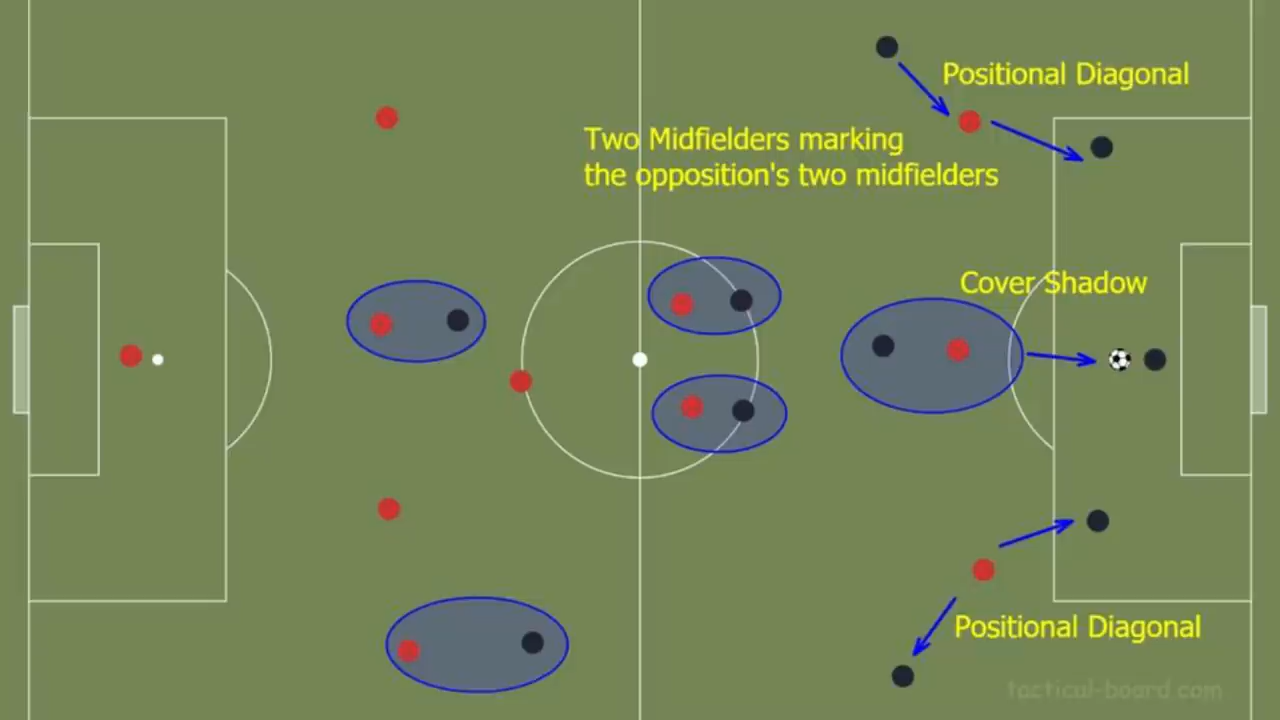 Positional Diagonal
Two Midfielders marking
the opposition's two midfielders
Cover Shadow
Positional Diagonal
tactical-board.com